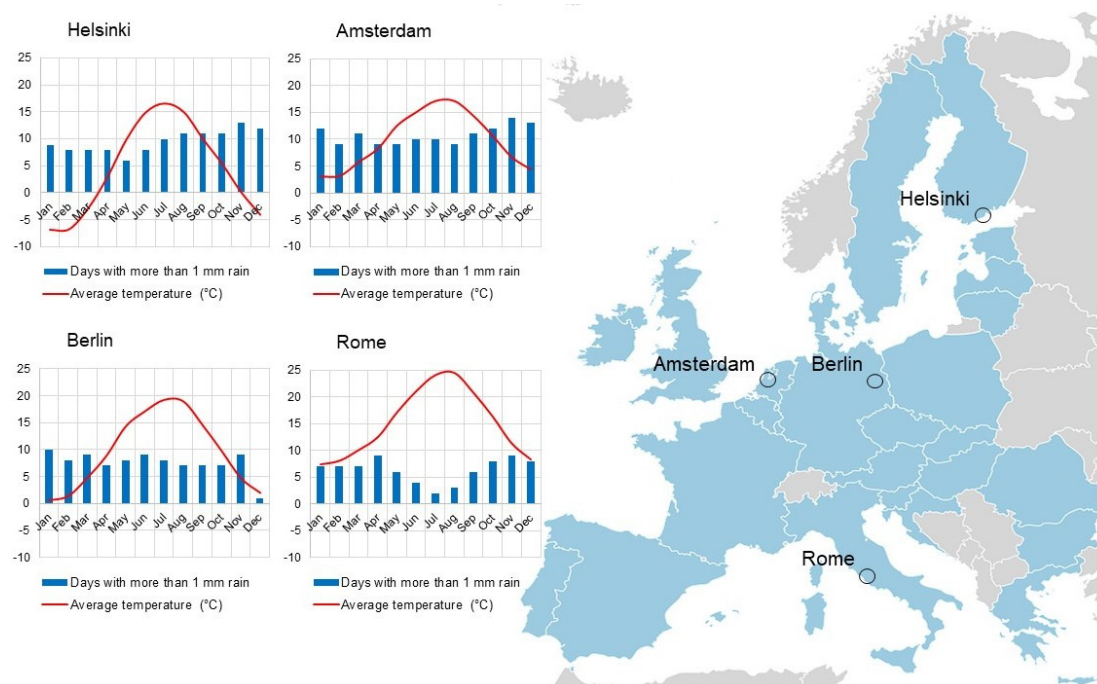 Helsinki
25
20
15
10
5
0
-5
-10
Jan Feb Mar Apr May Jun Jul Aug Sep Oct Nov Dec
Days with more than 1 mm rain
Average temperature (°C)
Amsterdam
25
20
15
10
5
0
-5
-10
Jan Feb Mar Apr May Jun Jul Aug Sep Oct Nov Dec
Days with more than 1 mm rain
Average temperature (°C)
Berlin
25
20
15
10
5
0
-5
-10
Jan Feb Mar Apr May Jun Jul Aug Sep Oct Nov Dec
Days with more than 1 mm rain
Average temperature (°C)
Rome
25
20
15
10
5
0
-5
-10
Jan Feb Mar Apr May Jun Jul Aug Sep Oct Nov Dec
Days with more than 1 mm rain
Average temperature (°C)
Helsinki
Amsterdam
Berlin
Rome